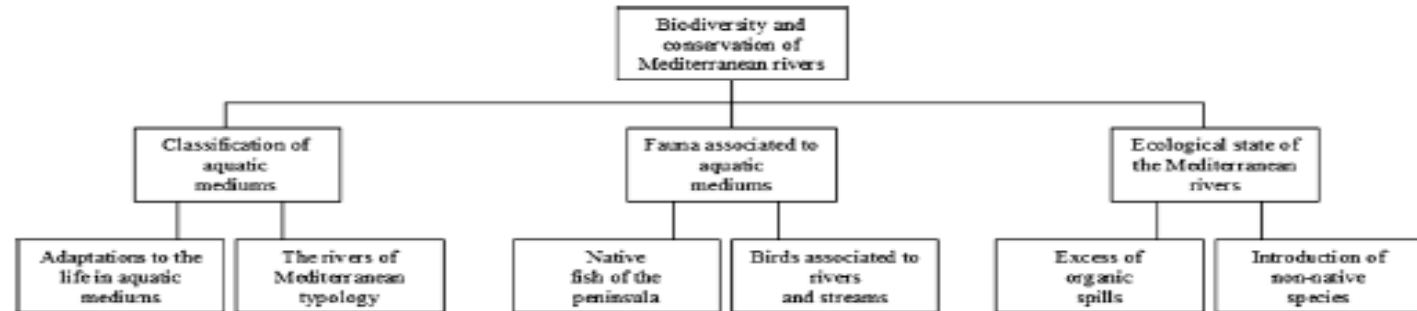 Biodiversity and
conservation of
Mediterranean rivers
Classification of
aquatic
mediums
Fauna associated to
aquatic
mediums
Ecological state of
the Mediterranean
rivers
Adaptations to the
life in aquatic
mediums
The rivers of
Mediterranean
typology
Native
fish of the
peninsula
Birds associated to
rivers
and streams
Excess of
organic
spills
Introduction of
non-native
species